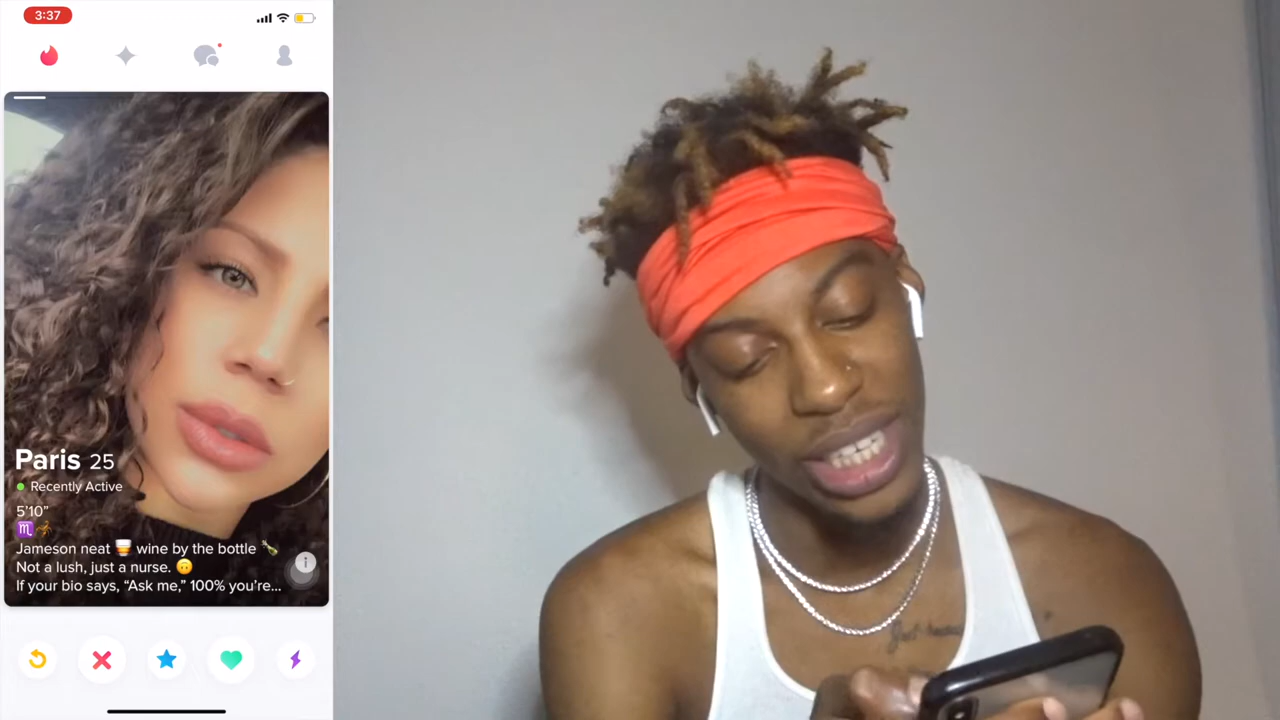 3:37
Paris 25
Recently Active
5'10"
♏🦂
Jameson neat 🥃 wine by the bottle 🍾
Not a lush, just a nurse. 🙃
If your bio says, “Ask me,” 100% you're...